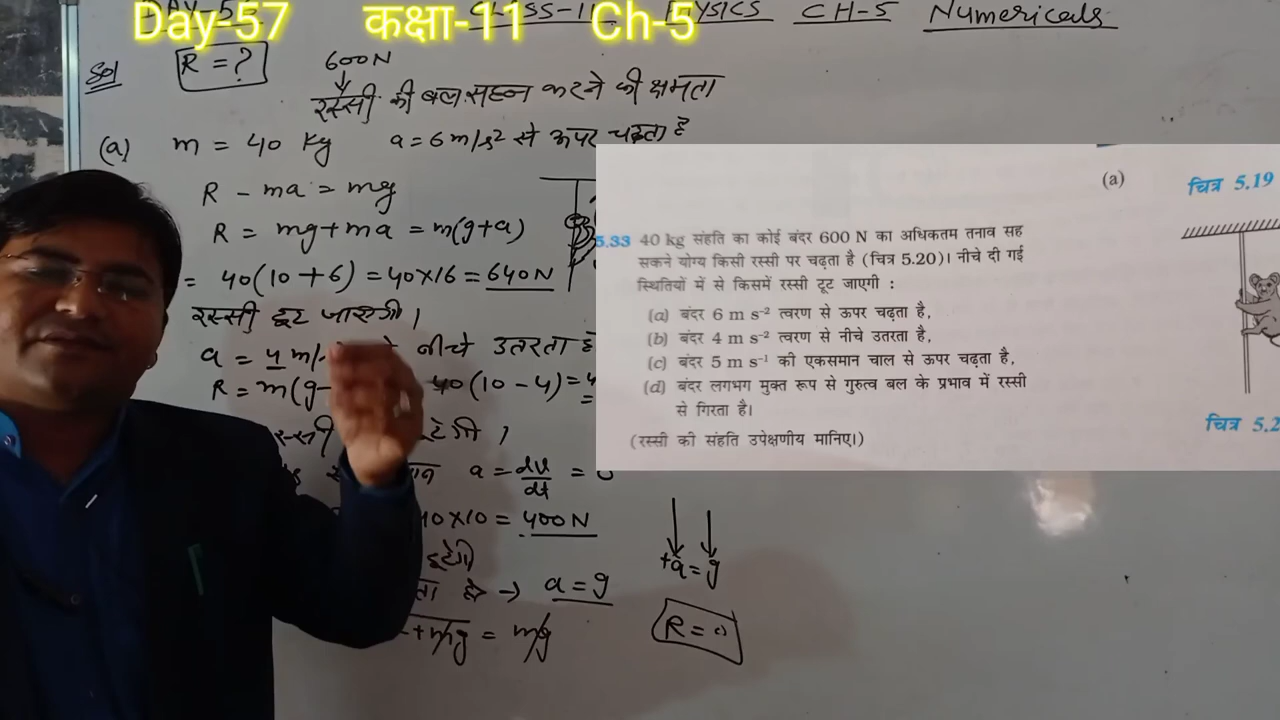 Day-57 कक्षा-11 Ch-5
PHYSICS CH-5 Numericals
Sol R = ? 600N
रस्सी की बल सहन करने की क्षमता
(a) m = 40 Kg a = 6 m/s² से ऊपर चढ़ता है
R - ma = mg
R = mg + ma = m(g+a)
= 40(10+6) = 40×16 = 640N
रस्सी टूट जाएगी।
a = 4 m/ नीचे उतरता है
R = m(g- 40(10-4) =
रस्सी
a = du/dt = 0
40×10 = 400N
टूटेगी
है → a = g
+mg = mg
+a = g
R = 0
(a) चित्र 5.19
5.33 40 kg संहति का कोई बंदर 600 N का अधिकतम तनाव सह
सकने योग्य किसी रस्सी पर चढ़ता है (चित्र 5.20)। नीचे दी गई
स्थितियों में से किसमें रस्सी टूट जाएगी :
(a) बंदर 6 m s⁻² त्वरण से ऊपर चढ़ता है,
(b) बंदर 4 m s⁻² त्वरण से नीचे उतरता है,
(c) बंदर 5 m s⁻¹ की एकसमान चाल से ऊपर चढ़ता है,
(d) बंदर लगभग मुक्त रूप से गुरुत्व बल के प्रभाव में रस्सी
से गिरता है।
(रस्सी की संहति उपेक्षणीय मानिए।)
चित्र 5.2